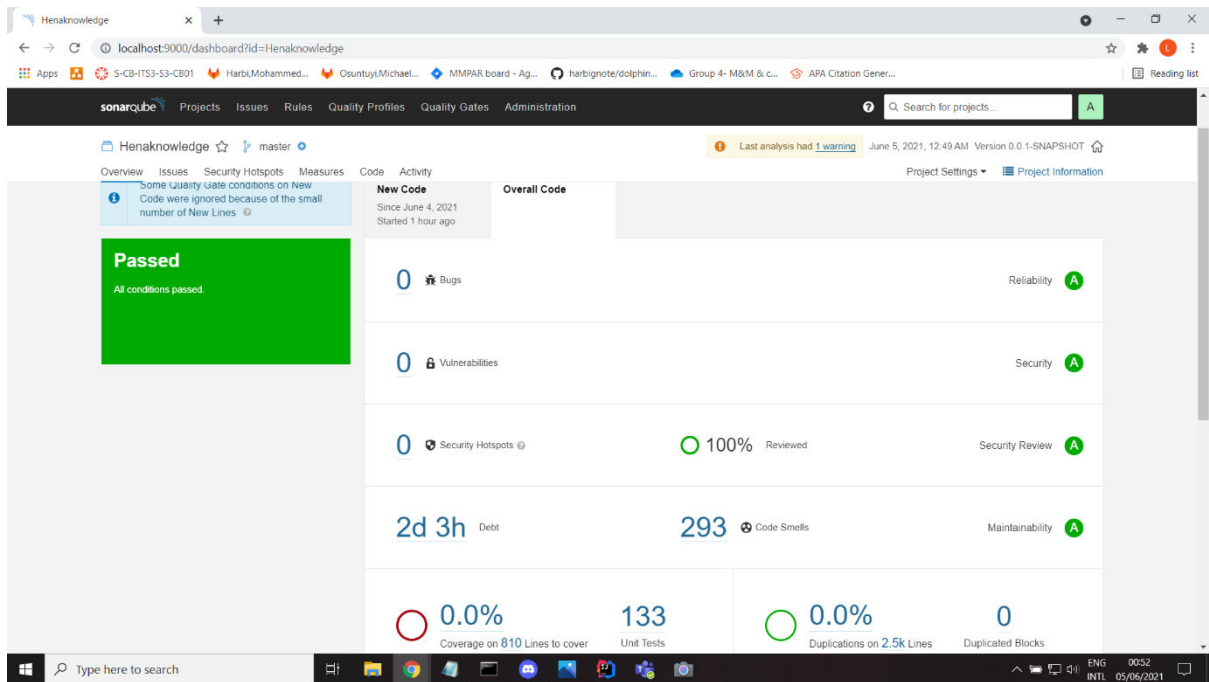 Henaknowledge
localhost:9000/dashboard?id=Henaknowledge
Apps S-CB-ITS3-S3-CB01 Harbi,Mohammed... Osuntuyi,Michael... MMPAR board - Ag... harbignote/dolphin... Group 4- M&M & c... APA Citation Gener... Reading list
sonarqube Projects Issues Rules Quality Profiles Quality Gates Administration Search for projects... A
Henaknowledge master Last analysis had 1 warning June 5, 2021, 12:49 AM Version 0.0.1-SNAPSHOT
Overview Issues Security Hotspots Measures Code Activity Project Settings Project Information
Some Quality Gate conditions on New
Code were ignored because of the small
number of New Lines
New Code
Since June 4, 2021
Started 1 hour ago
Overall Code
Passed
All conditions passed.
0 Bugs Reliability A
0 Vulnerabilities Security A
0 Security Hotspots 100% Reviewed Security Review A
2d 3h Debt 293 Code Smells Maintainability A
0.0% 133 0.0% 0
Coverage on 810 Lines to cover Unit Tests Duplications on 2.5k Lines Duplicated Blocks
Type here to search
ENG 00:52
INTL 05/06/2021